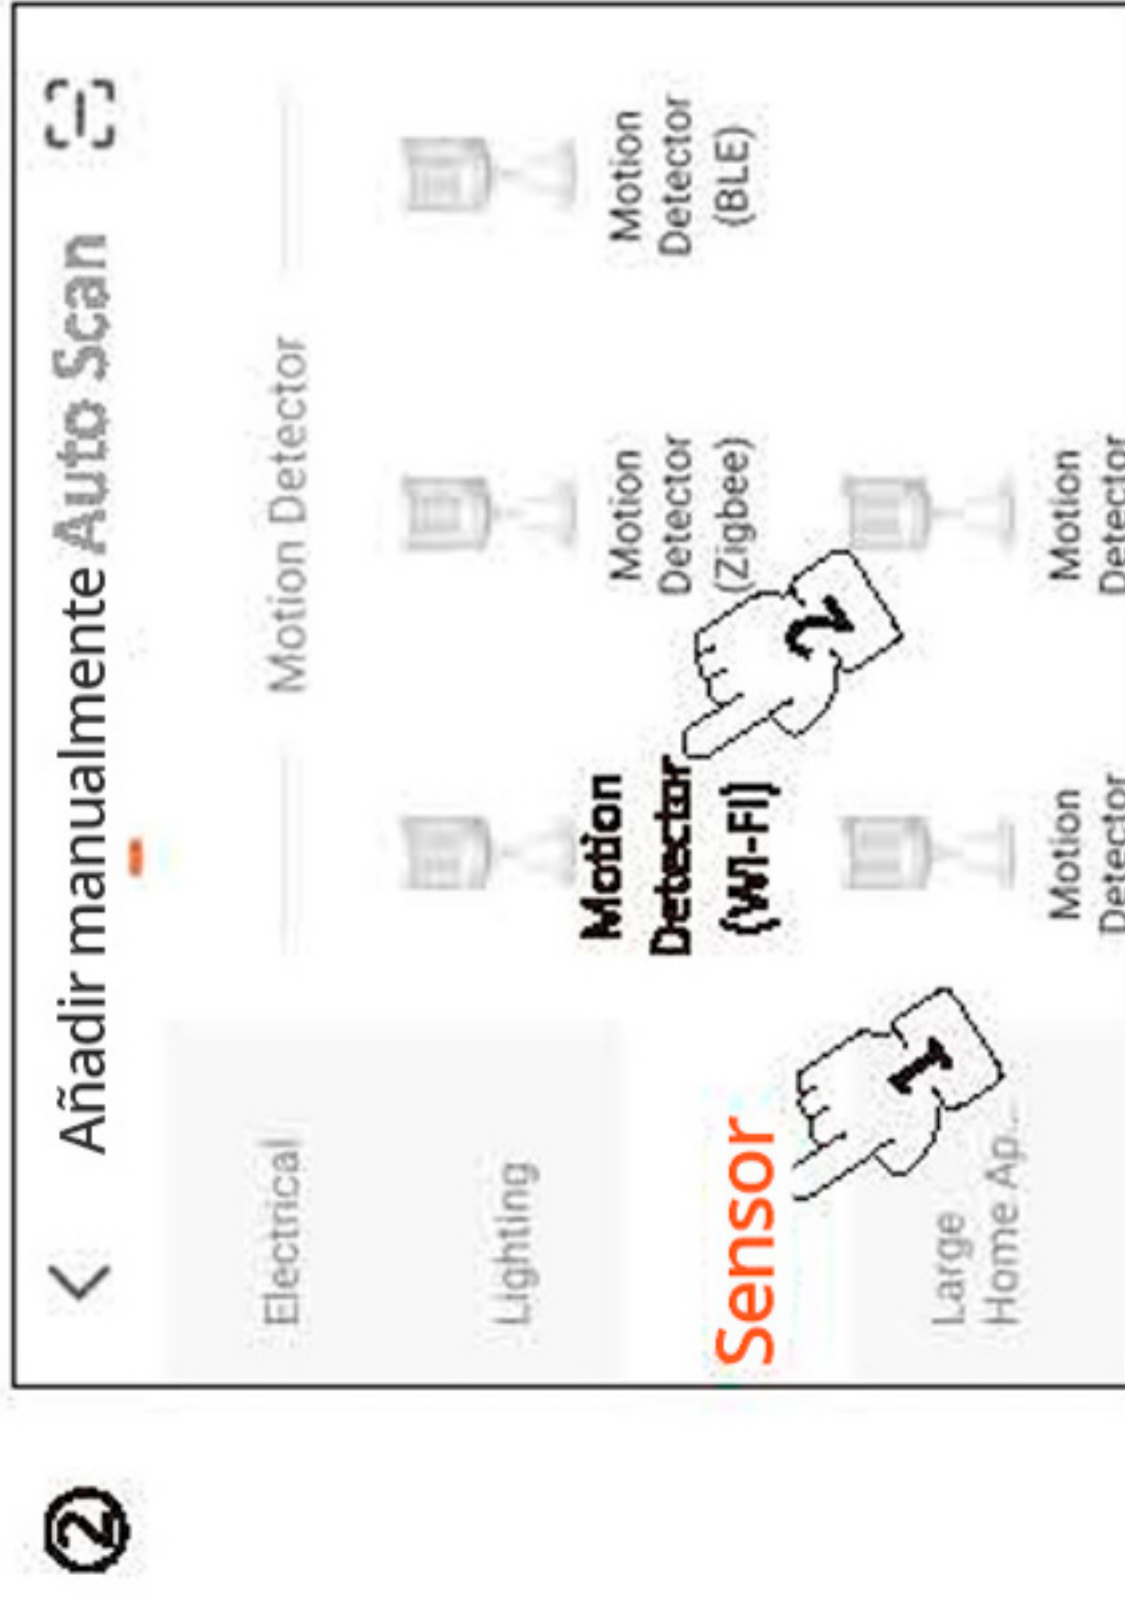 ②
Añadir manualmente Auto Scan
Electrical
Lighting
Sensor
1
Large
Home Ap...
Motion Detector
Motion
Detector
(WI-FI)
2
Motion
Detector
(Zigbee)
Motion
Detector
(BLE)
Motion
Detector
Motion
Detector